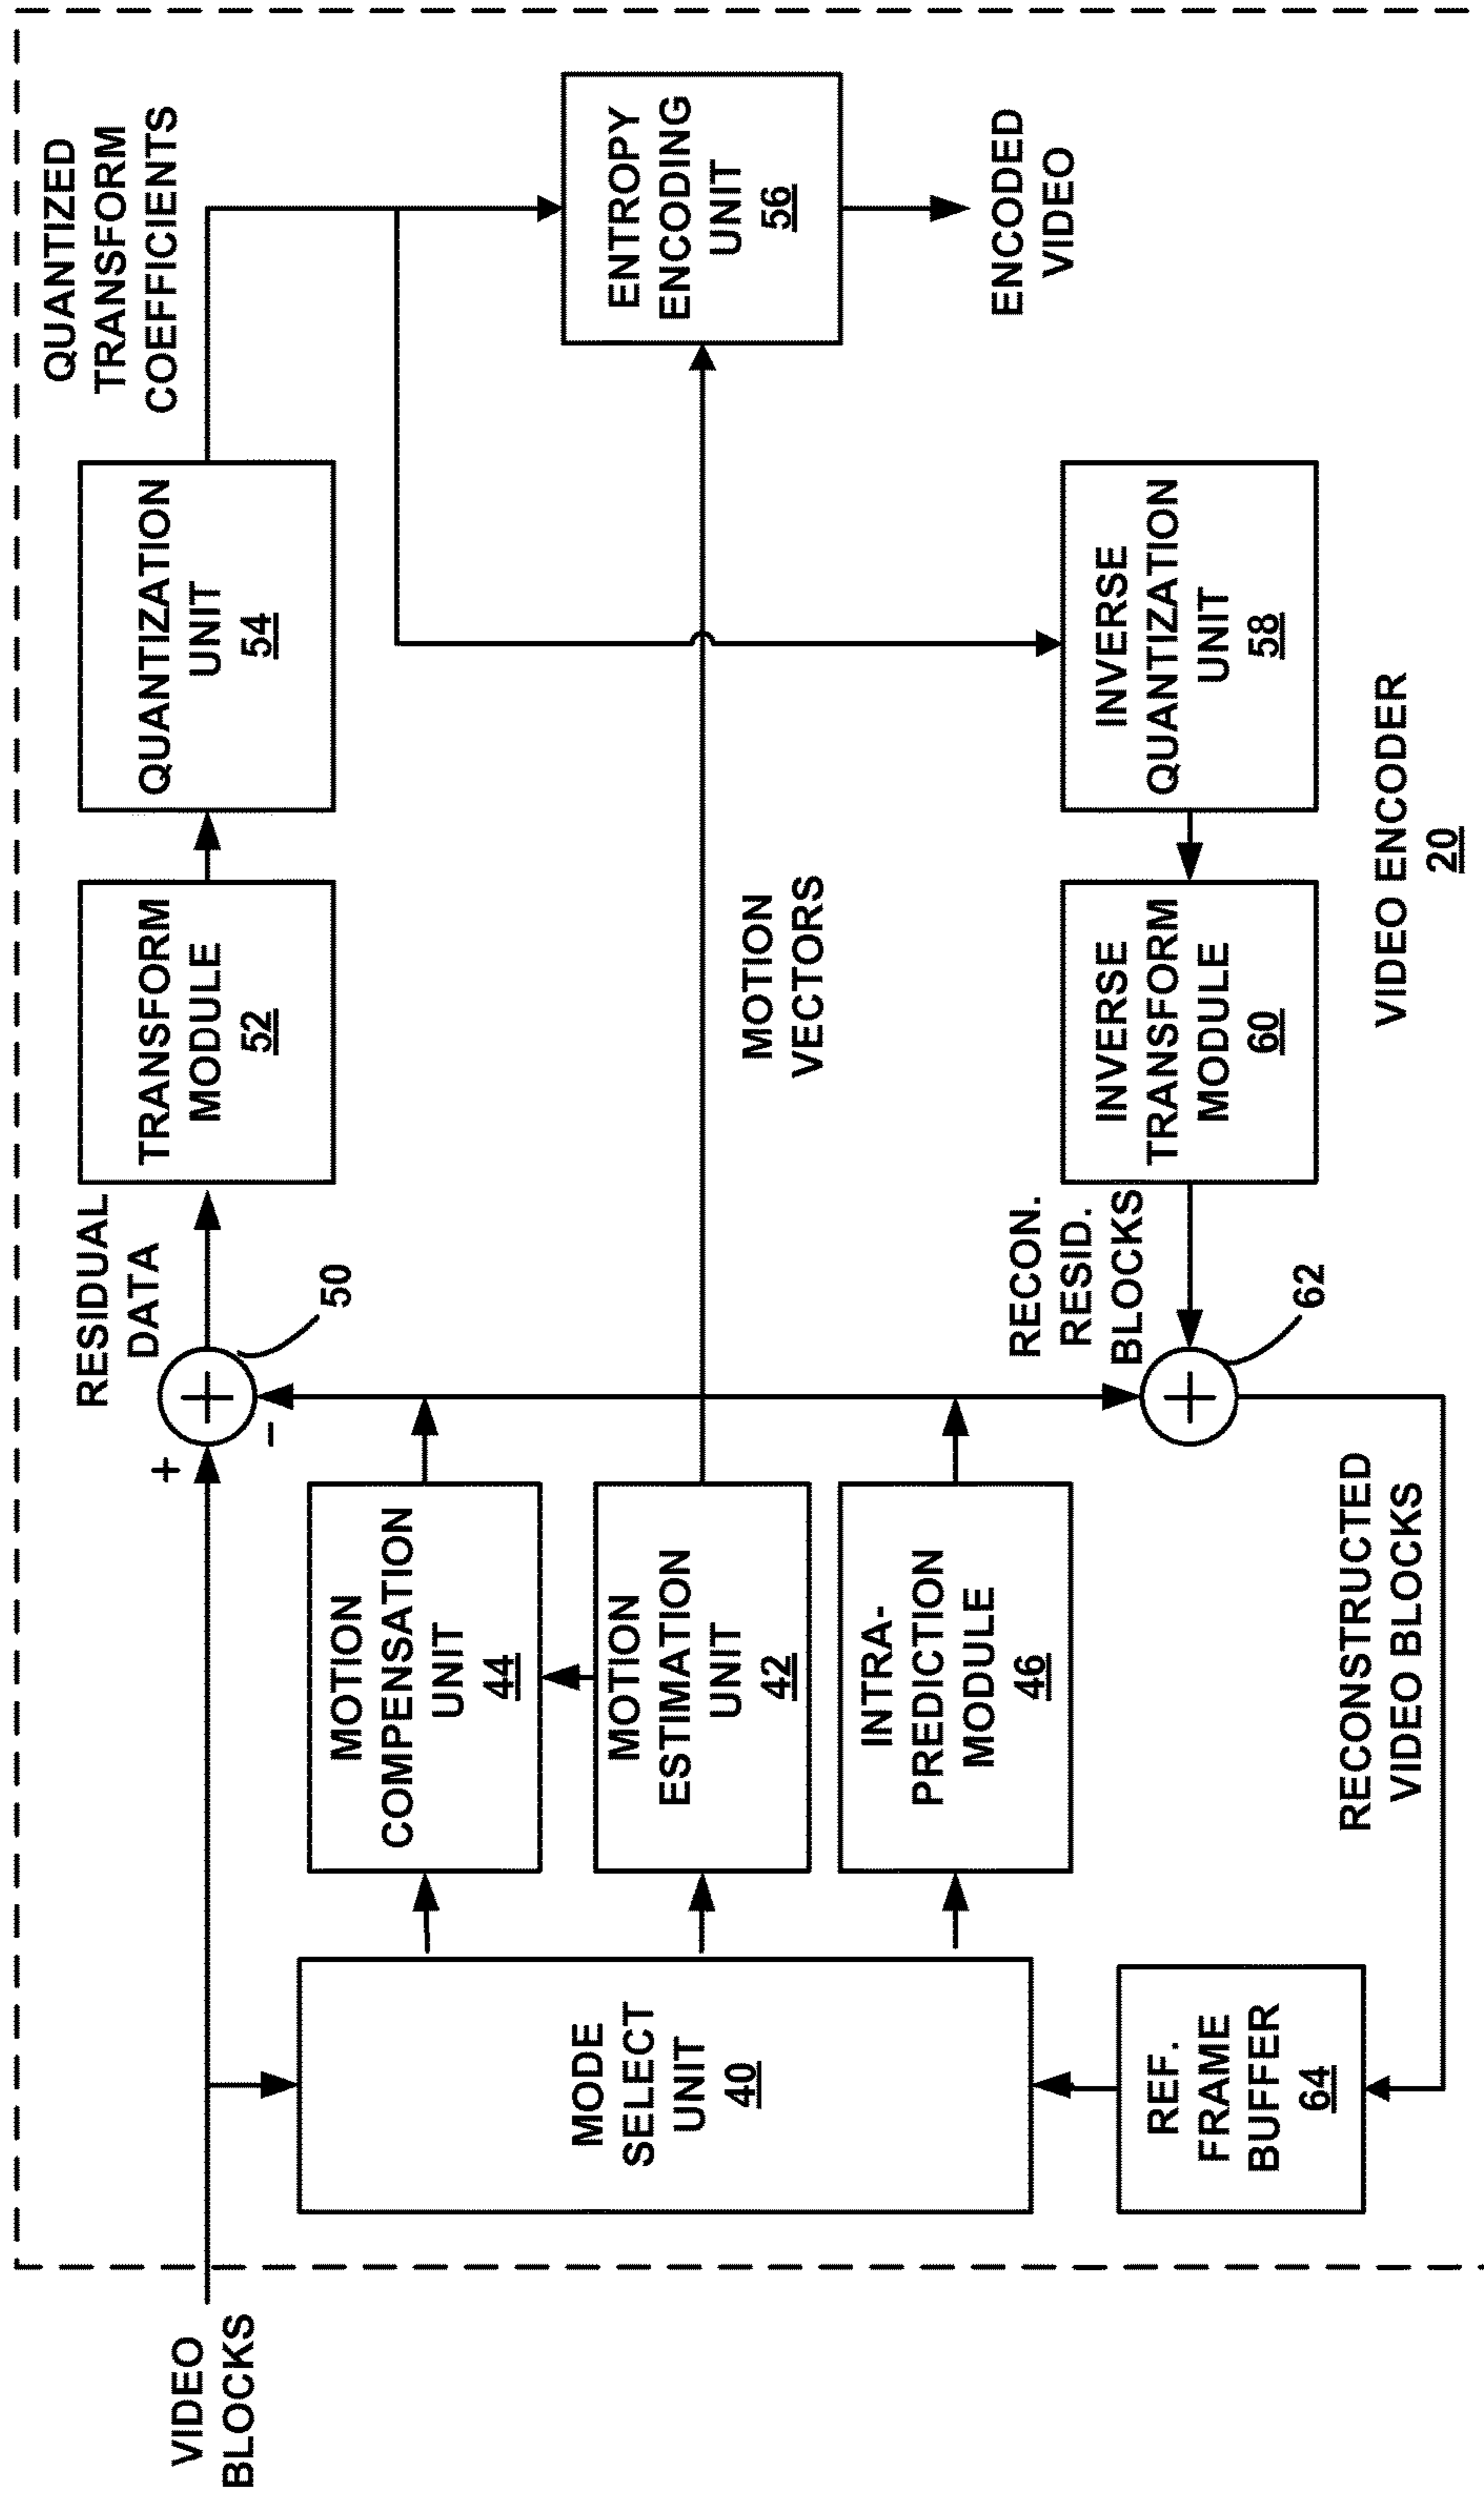 VIDEO
BLOCKS
+
−
RESIDUAL
DATA
50
TRANSFORM
MODULE
52
QUANTIZATION
UNIT
54
QUANTIZED
TRANSFORM
COEFFICIENTS
MODE
SELECT
UNIT
40
MOTION
COMPENSATION
UNIT
44
MOTION
ESTIMATION
UNIT
42
INTRA-
PREDICTION
MODULE
46
MOTION
VECTORS
ENTROPY
ENCODING
UNIT
56
ENCODED
VIDEO
REF.
FRAME
BUFFER
64
RECONSTRUCTED
VIDEO BLOCKS
62
RECON.
RESID.
BLOCKS
INVERSE
TRANSFORM
MODULE
60
INVERSE
QUANTIZATION
UNIT
58
VIDEO ENCODER
20